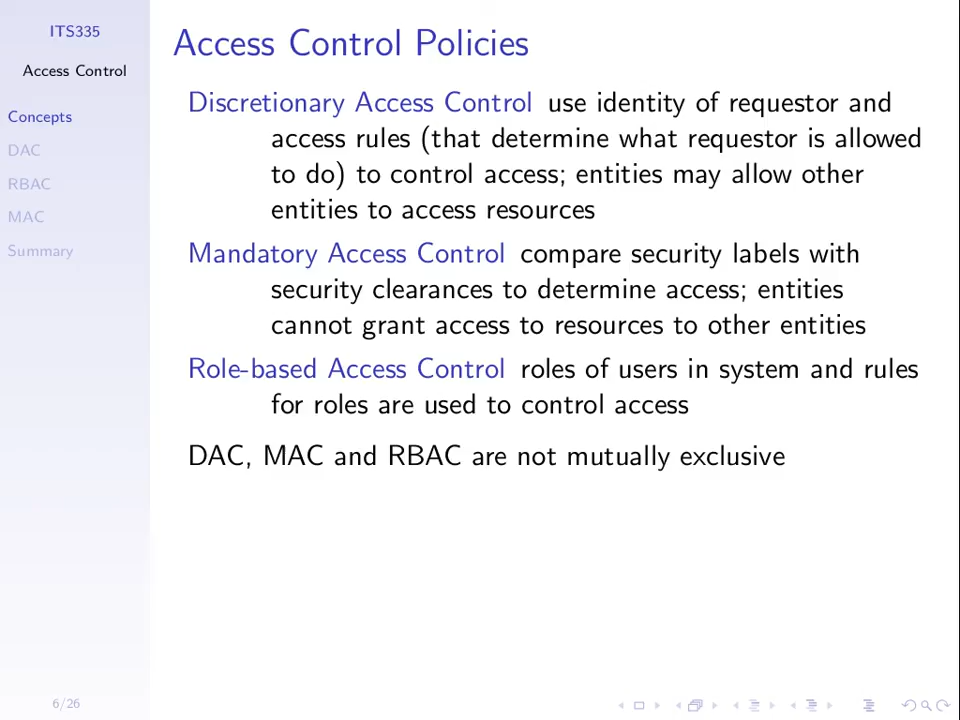 ITS335
Access Control
Concepts
DAC
RBAC
MAC
Summary
6/26
Access Control Policies
Discretionary Access Control use identity of requestor and
access rules (that determine what requestor is allowed
to do) to control access; entities may allow other
entities to access resources
Mandatory Access Control compare security labels with
security clearances to determine access; entities
cannot grant access to resources to other entities
Role-based Access Control roles of users in system and rules
for roles are used to control access
DAC, MAC and RBAC are not mutually exclusive